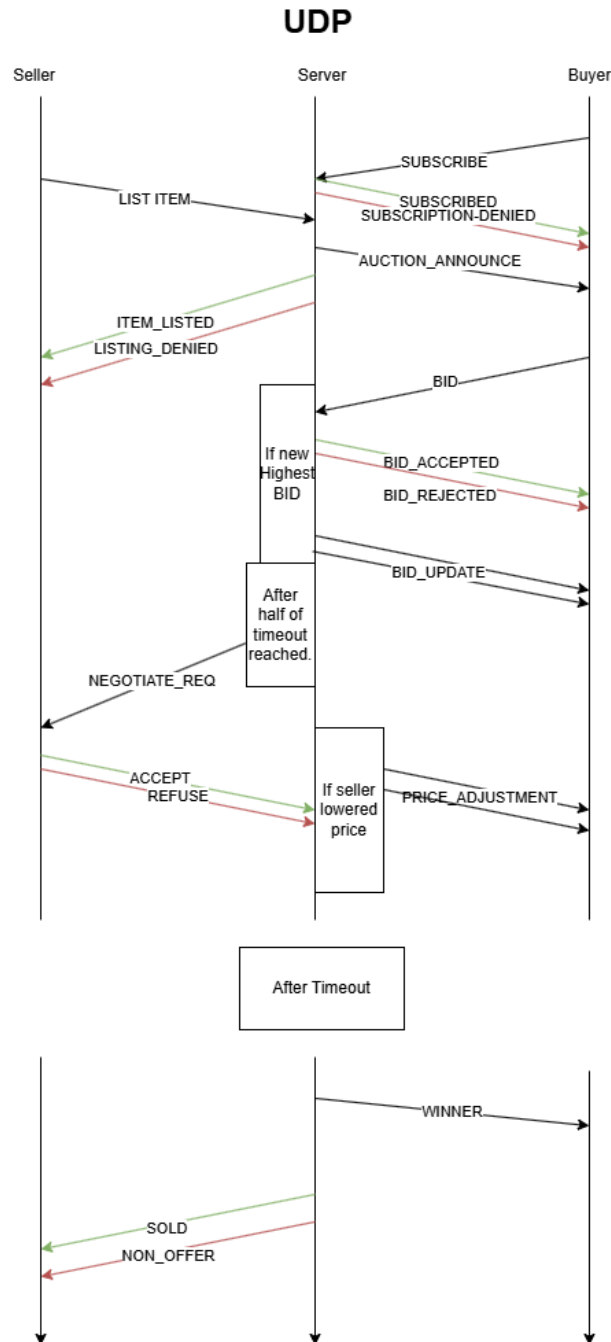 UDP
Seller
Server
Buyer
SUBSCRIBE
LIST ITEM
SUBSCRIBED
SUBSCRIPTION-DENIED
AUCTION_ANNOUNCE
ITEM_LISTED
LISTING_DENIED
BID
If new
Highest
BID
BID_ACCEPTED
BID_REJECTED
BID_UPDATE
After
half of
timeout
reached.
NEGOTIATE_REQ
ACCEPT
REFUSE
If seller
lowered
price
PRICE_ADJUSTMENT
After Timeout
WINNER
SOLD
NON_OFFER